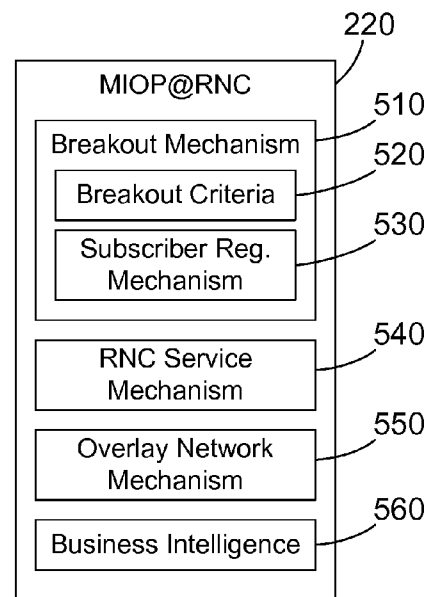 220
MIOP@RNC
510
Breakout Mechanism
520
Breakout Criteria
530
Subscriber Reg.
Mechanism
540
RNC Service
Mechanism
550
Overlay Network
Mechanism
560
Business Intelligence